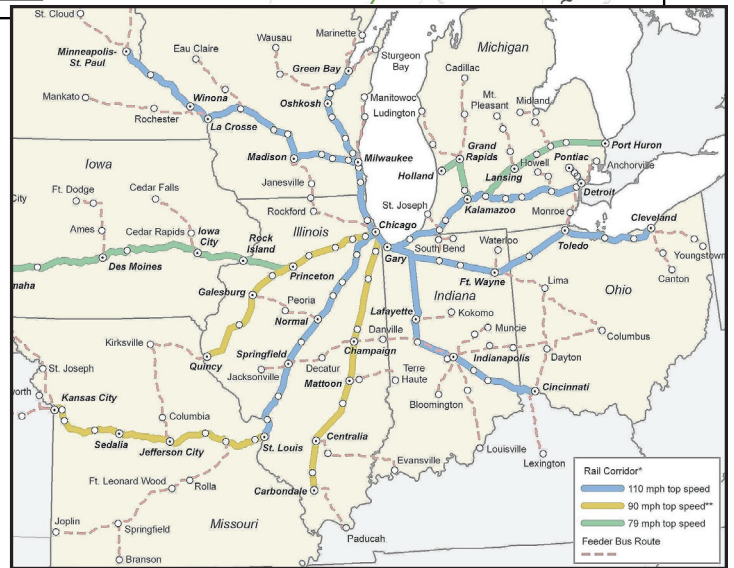 St. Cloud
Minneapolis-
St. Paul
Eau Claire
Wausau
Marinette
Green Bay
Sturgeon
Bay
Michigan
Cadillac
Mankato
Winona
Rochester
La Crosse
Oshkosh
Manitowoc
Ludington
Mt.
Pleasant
Midland
Iowa
Madison
Milwaukee
Grand
Rapids
Holland
Howell
Lansing
Pontiac
Port Huron
Anchorville
Detroit
Ft. Dodge
Cedar Falls
Janesville
Rockford
St. Joseph
Kalamazoo
Monroe
City
Ames
Cedar Rapids
Iowa
City
Rock
Island
Illinois
Chicago
Gary
South Bend
Waterloo
Toledo
Cleveland
Youngstown
Canton
maha
Des Moines
Princeton
Galesburg
Peoria
Normal
Ft. Wayne
Lima
Ohio
Indiana
Lafayette
Kokomo
Muncie
Columbus
Kirksville
Quincy
Springfield
Jacksonville
Decatur
Danville
Champaign
Mattoon
Terre
Haute
Indianapolis
Dayton
Cincinnati
St. Joseph
worth
Kansas City
Columbia
Sedalia
Jefferson City
St. Louis
Centralia
Bloomington
Louisville
Lexington
Evansville
Carbondale
Ft. Leonard Wood
Rolla
Joplin
Springfield
Missouri
Branson
Paducah
Rail Corridor*
110 mph top speed
90 mph top speed**
79 mph top speed
Feeder Bus Route